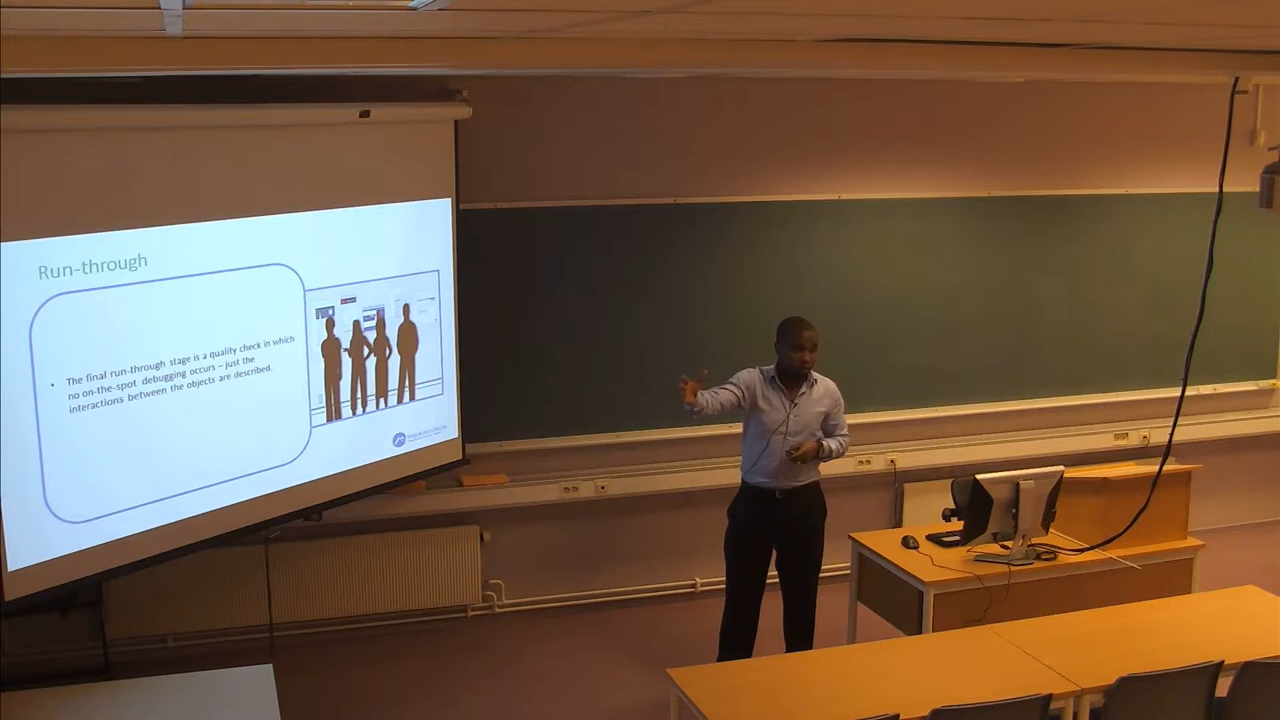 Run-through
• The final run-through stage is a quality check in which
no on-the-spot debugging occurs – just the
interactions between the objects are described.